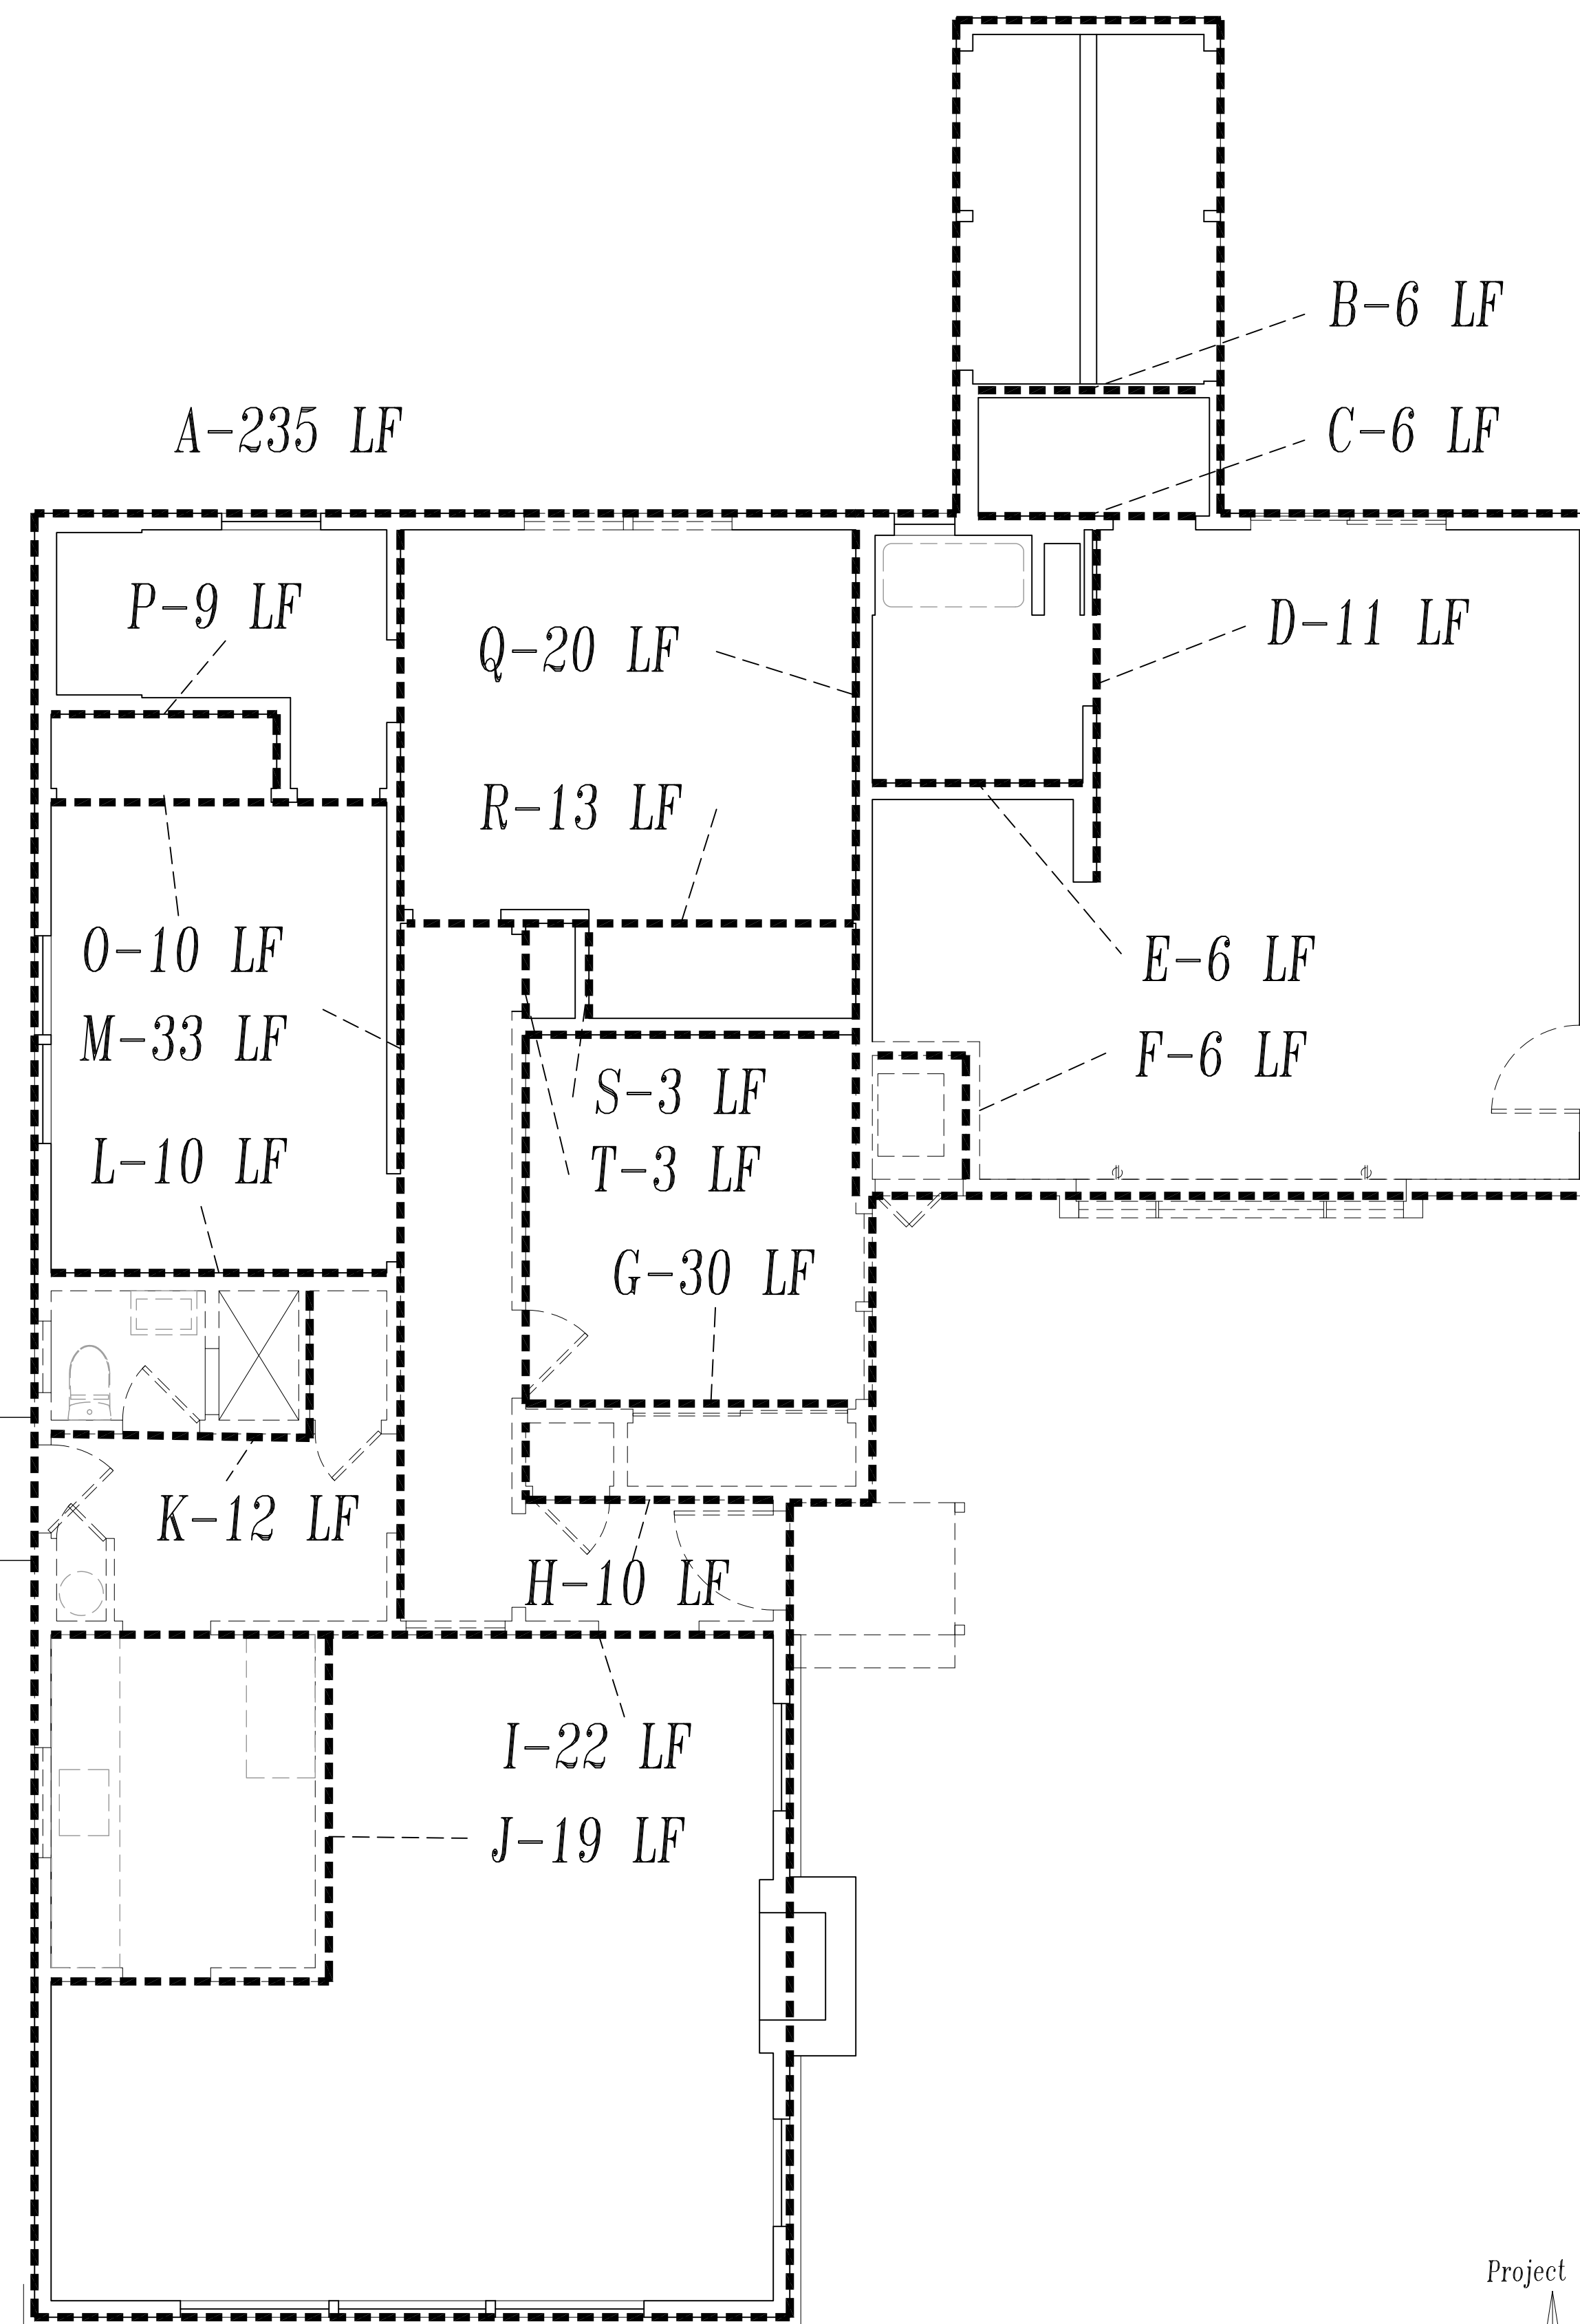 B-6 LF
A-235 LF
C-6 LF
P-9 LF
Q-20 LF
D-11 LF
R-13 LF
O-10 LF
E-6 LF
M-33 LF
F-6 LF
S-3 LF
L-10 LF
T-3 LF
G-30 LF
K-12 LF
H-10 LF
I-22 LF
J-19 LF
Project